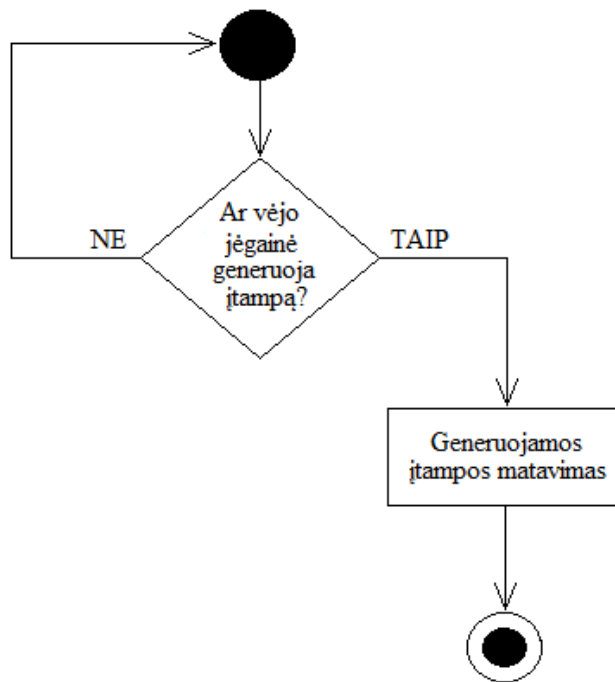 Ar vėjo
jėgainė
generuoja
įtampą?
NE
TAIP
Generuojamos
įtampos matavimas